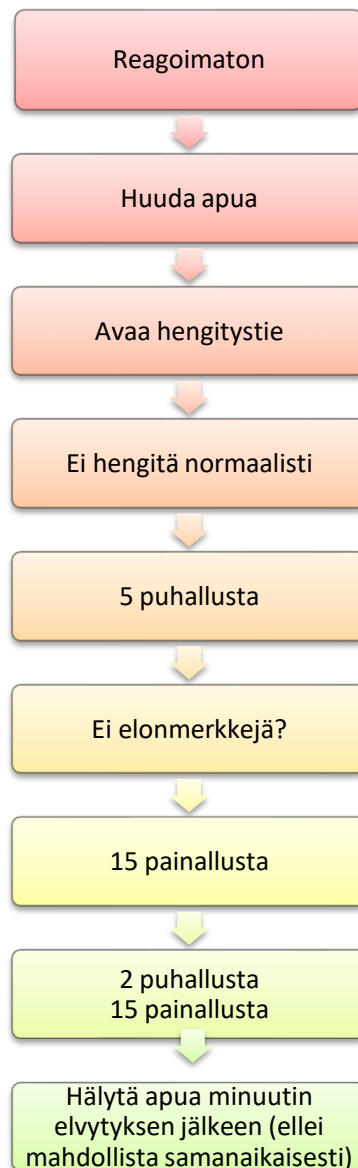 Reagoimaton
Huuda apua
Avaa hengitystie
Ei hengitä normaalisti
5 puhallusta
Ei elonmerkkejä?
15 painallusta
2 puhallusta
15 painallusta
Hälytä apua minuutin
elvytyksen jälkeen (ellei
mahdollista samanaikaisesti)